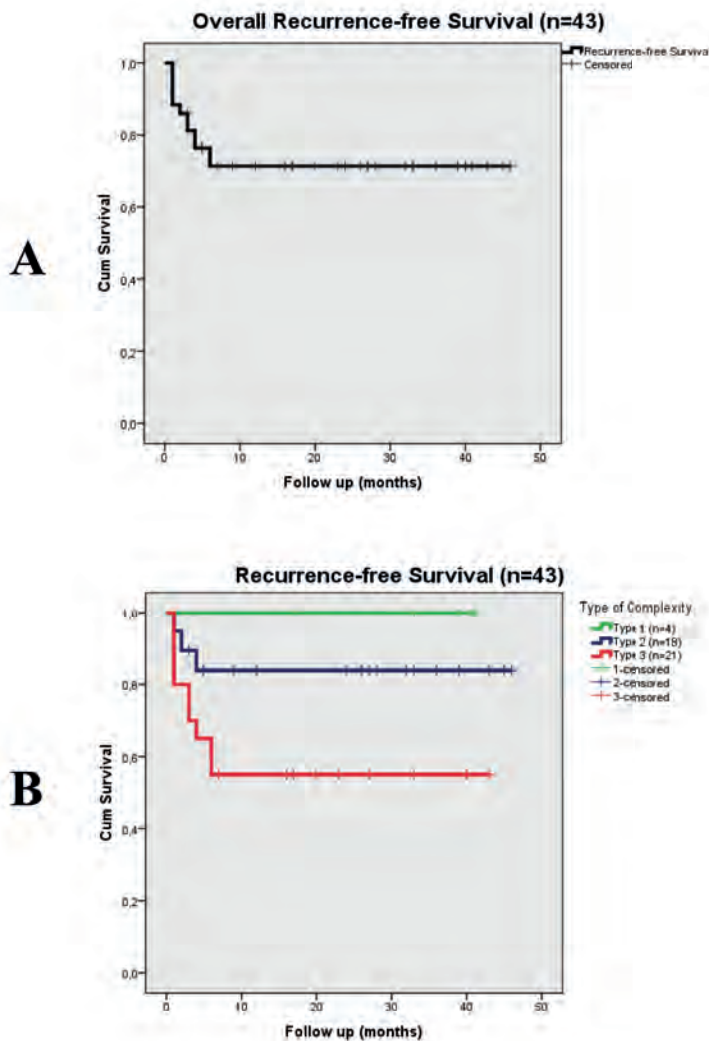 Overall Recurrence-free Survival (n=43)
Recurrence-free Survival
Censored
1,0
0,8
0,6
0,4
0,2
0,0
Cum Survival
0
10
20
30
40
50
Follow up (months)
A
Recurrence-free Survival (n=43)
Type of Complexity
Type 1 (n=4)
Type 2 (n=18)
Type 3 (n=21)
1-censored
2-censored
3-censored
1,0
0,8
0,6
0,4
0,2
0,0
Cum Survival
0
10
20
30
40
50
Follow up (months)
B